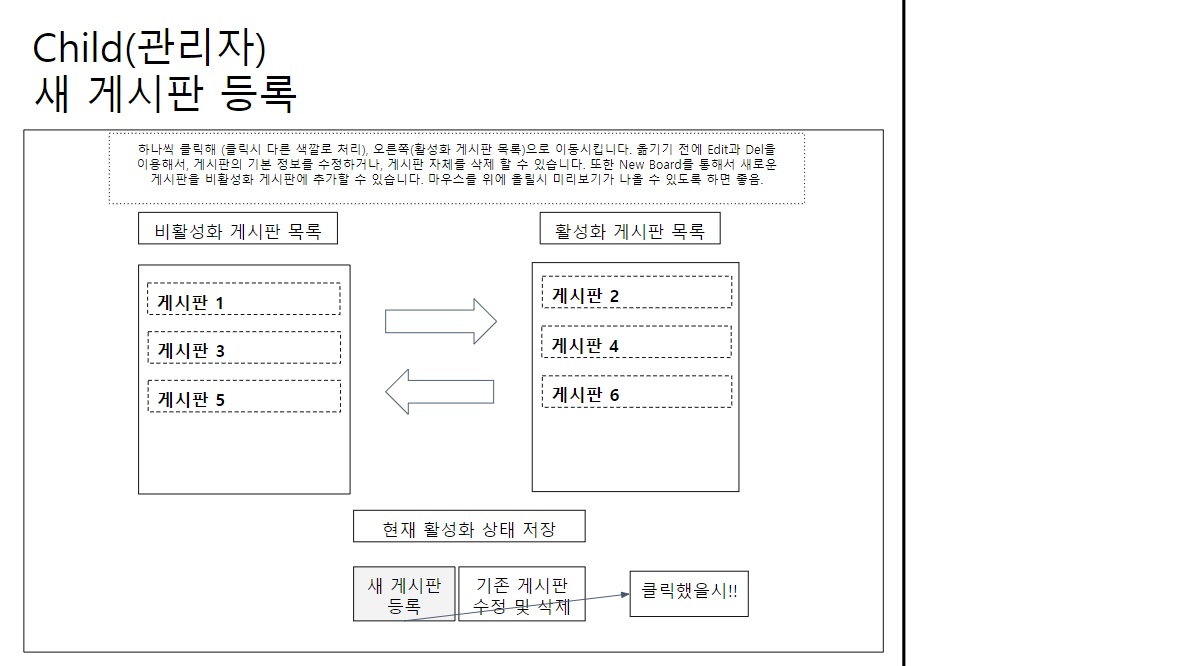 Child(관리자)
새 게시판 등록
하나씩 클릭해 (클릭시 다른 색깔로 처리), 오른쪽(활성화 게시판 목록)으로 이동시킵니다. 옮기기 전에 Edit과 Del을
이용해서, 게시판의 기본 정보를 수정하거나, 게시판 자체를 삭제 할 수 있습니다. 또한 New Board를 통해서 새로운
게시판을 비활성화 게시판에 추가할 수 있습니다. 마우스를 위에 올릴시 미리보기가 나올 수 있도록 하면 좋음.
비활성화 게시판 목록
활성화 게시판 목록
게시판 1
게시판 3
게시판 5
게시판 2
게시판 4
게시판 6
현재 활성화 상태 저장
새 게시판
등록
기존 게시판
수정 및 삭제
클릭했을시!!